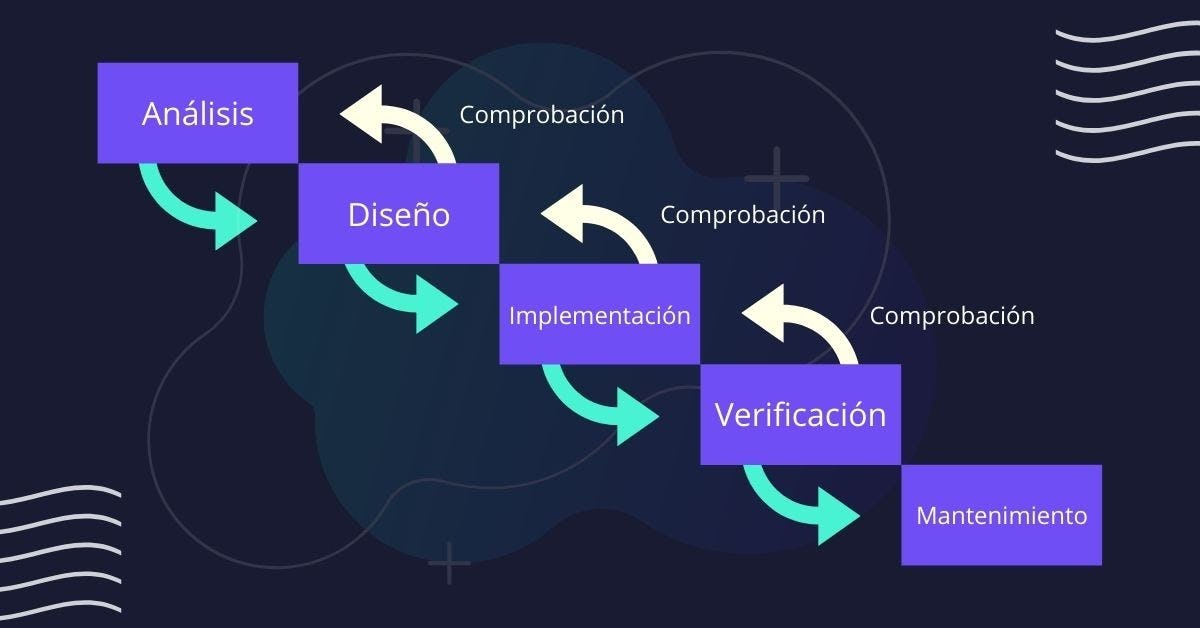 Análisis
Comprobación
Diseño
Comprobación
Implementación
Comprobación
Verificación
Mantenimiento